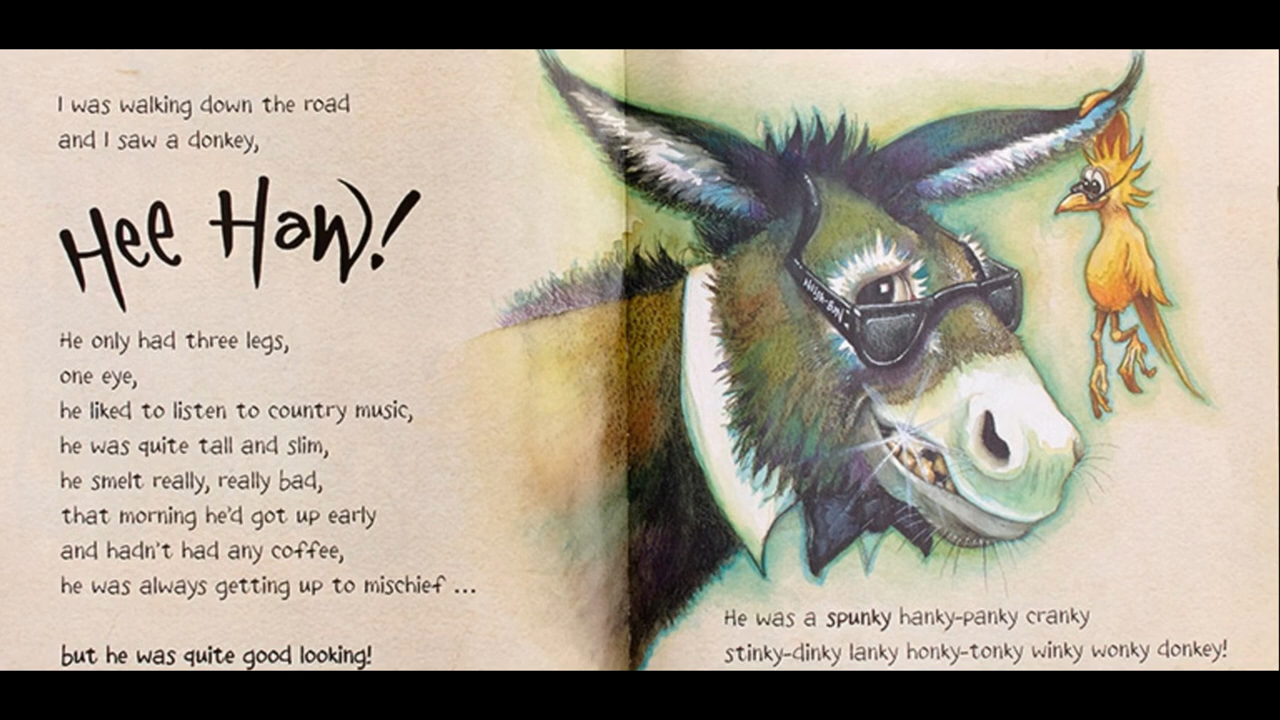 I was walking down the road
and I saw a donkey,
Hee Haw!
He only had three legs,
one eye,
he liked to listen to country music,
he was quite tall and slim,
he smelt really, really bad,
that morning he'd got up early
and hadn't had any coffee,
he was always getting up to mischief ...
but he was quite good looking!
He was a spunky hanky-panky cranky
stinky-dinky lanky honky-tonky winky wonky donkey!